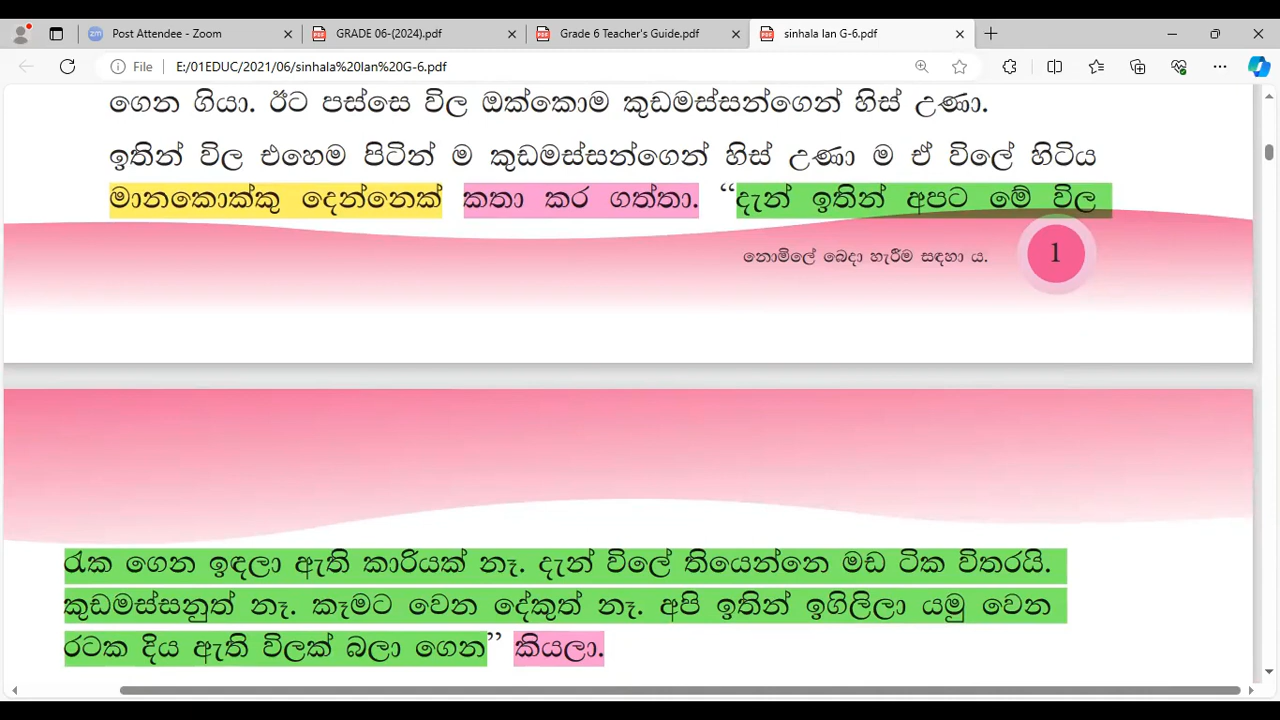 Post Attendee - Zoom
GRADE 06-(2024).pdf
Grade 6 Teacher's Guide.pdf
sinhala lan G-6.pdf
File
E:/01EDUC/2021/06/sinhala%20lan%20G-6.pdf
ගෙන ගියා. ඊට පස්සෙ විල ඔක්කොම කුඩමස්සන්ගෙන් හිස් උණා.
ඉතින් විල එහෙම පිටින් ම කුඩමස්සන්ගෙන් හිස් උණා ම ඒ විලේ හිටිය
මානකොක්කු දෙන්නෙක් කතා කර ගත්තා. “දැන් ඉතින් අපට මේ විල
නොමිලේ බෙදා හැරීම සඳහා ය. 1
රැක ගෙන ඉඳලා ඇති කාරියක් නෑ. දැන් විලේ තියෙන්නෙ මඩ ටික විතරයි.
කුඩමස්සනුත් නෑ. කෑමට වෙන දේකුත් නෑ. අපි ඉතින් ඉගිලිලා යමු වෙන
රටක දිය ඇති විලක් බලා ගෙන” කියලා.